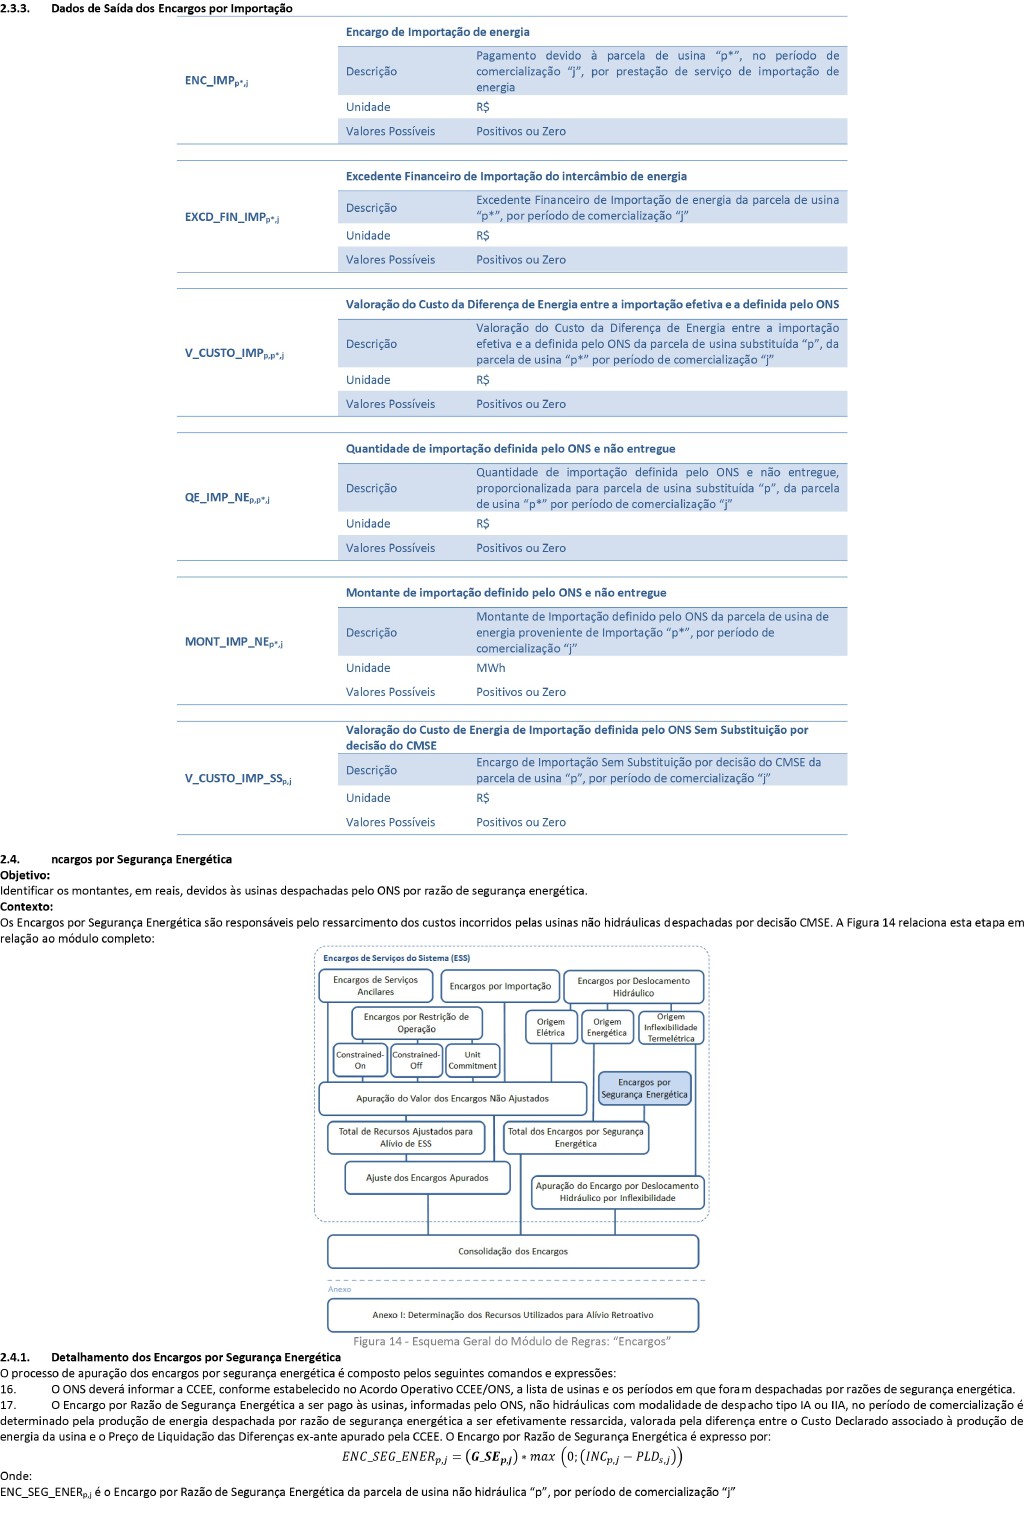 2.3.3. Dados de Saída dos Encargos por Importação
ENC_IMPp*,j
Encargo de Importação de energia
Descrição
Pagamento devido à parcela de usina “p*”, no período de
comercialização “j”, por prestação de serviço de importação de
energia
Unidade R$
Valores Possíveis Positivos ou Zero
EXCD_FIN_IMPp*,j
Excedente Financeiro de Importação do intercâmbio de energia
Descrição
Excedente Financeiro de Importação de energia da parcela de usina
“p*”, por período de comercialização “j”
Unidade R$
Valores Possíveis Positivos ou Zero
V_CUSTO_IMPp,p*,j
Valoração do Custo da Diferença de Energia entre a importação efetiva e a definida pelo ONS
Descrição
Valoração do Custo da Diferença de Energia entre a importação
efetiva e a definida pelo ONS da parcela de usina substituída “p”, da
parcela de usina “p*” por período de comercialização “j”
Unidade R$
Valores Possíveis Positivos ou Zero
QE_IMP_NEp,p*,j
Quantidade de importação definida pelo ONS e não entregue
Descrição
Quantidade de importação definida pelo ONS e não entregue,
proporcionalizada para parcela de usina substituída “p”, da parcela
de usina “p*” por período de comercialização “j”
Unidade R$
Valores Possíveis Positivos ou Zero
MONT_IMP_NEp*,j
Montante de importação definido pelo ONS e não entregue
Descrição
Montante de Importação definido pelo ONS da parcela de usina de
energia proveniente de Importação “p*”, por período de
comercialização “j”
Unidade MWh
Valores Possíveis Positivos ou Zero
V_CUSTO_IMP_SSp,j
Valoração do Custo de Energia de Importação definida pelo ONS Sem Substituição por
decisão do CMSE
Descrição
Encargo de Importação Sem Substituição por decisão do CMSE da
parcela de usina “p”, por período de comercialização “j”
Unidade R$
Valores Possíveis Positivos ou Zero
2.4. ncargos por Segurança Energética
Objetivo:
Identificar os montantes, em reais, devidos às usinas despachadas pelo ONS por razão de segurança energética.
Contexto:
Os Encargos por Segurança Energética são responsáveis pelo ressarcimento dos custos incorridos pelas usinas não hidráulicas despachadas por decisão CMSE. A Figura 14 relaciona esta etapa em
relação ao módulo completo:
Encargos de Serviços do Sistema (ESS)
Encargos de Serviços
Ancilares
Encargos por Importação
Encargos por Deslocamento
Hidráulico
Encargos por Restrição de
Operação
Origem
Elétrica
Origem
Energética
Origem
Inflexibilidade
Termelétrica
Constrained-
On
Constrained-
Off
Unit
Commitment
Encargos por
Segurança Energética
Apuração do Valor dos Encargos Não Ajustados
Total de Recursos Ajustados para
Alívio de ESS
Total dos Encargos por Segurança
Energética
Ajuste dos Encargos Apurados
Apuração do Encargo por Deslocamento
Hidráulico por Inflexibilidade
Consolidação dos Encargos
Anexo
Anexo I: Determinação dos Recursos Utilizados para Alívio Retroativo
Figura 14 - Esquema Geral do Módulo de Regras: “Encargos”
2.4.1. Detalhamento dos Encargos por Segurança Energética
O processo de apuração dos encargos por segurança energética é composto pelos seguintes comandos e expressões:
16. O ONS deverá informar a CCEE, conforme estabelecido no Acordo Operativo CCEE/ONS, a lista de usinas e os períodos em que foram despachadas por razões de segurança energética.
17. O Encargo por Razão de Segurança Energética a ser pago às usinas, informadas pelo ONS, não hidráulicas com modalidade de despacho tipo IA ou IIA, no período de comercialização é
determinado pela produção de energia despachada por razão de segurança energética a ser efetivamente ressarcida, valorada pela diferença entre o Custo Declarado associado à produção de
energia da usina e o Preço de Liquidação das Diferenças ex-ante apurado pela CCEE. O Encargo por Razão de Segurança Energética é expresso por:
ENC_SEG_ENERp,j = (G_SEp,j) * max (0; (INCp,j − PLDs,j))
Onde:
ENC_SEG_ENERp,j é o Encargo por Razão de Segurança Energética da parcela de usina não hidráulica “p”, por período de comercialização “j”